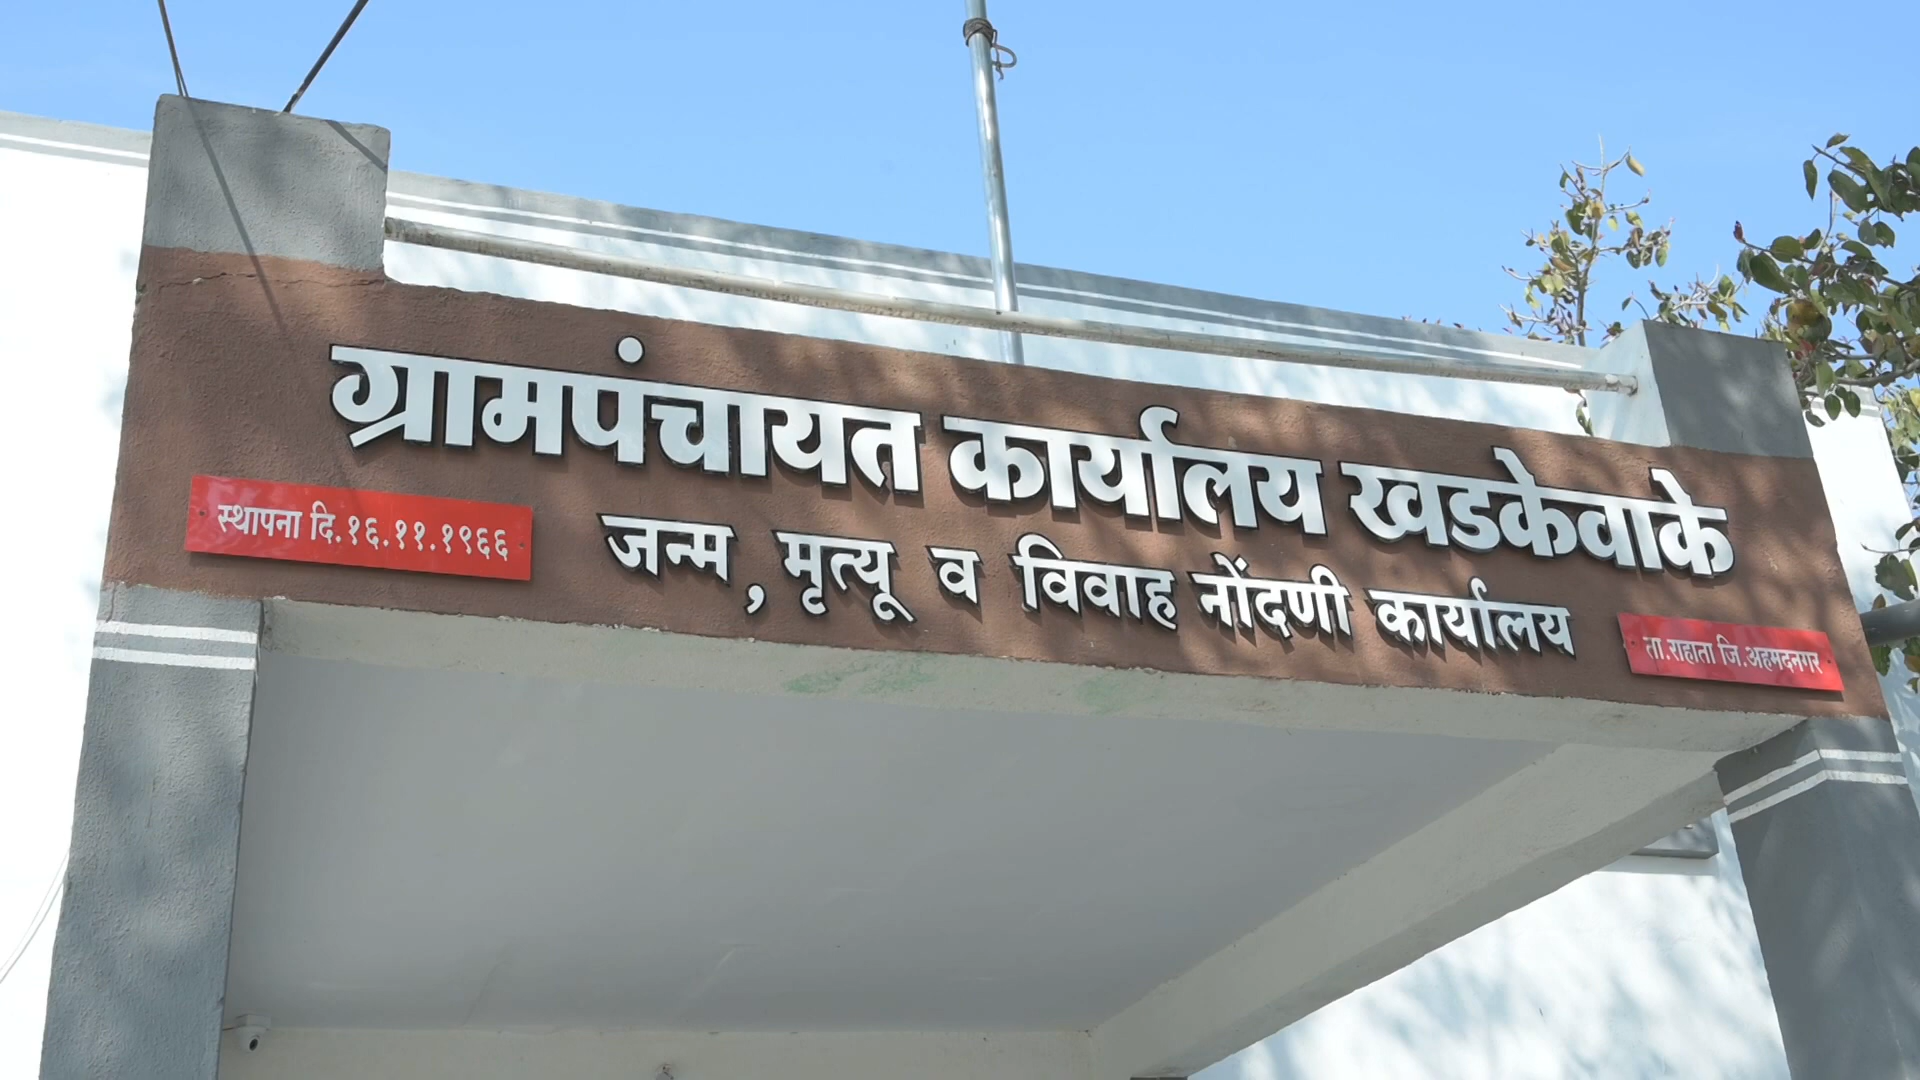 ग्रामपंचायत कार्यालय खडकेवाके
स्थापना दि.१६.११.१९६६
जन्म, मृत्यू व विवाह नोंदणी कार्यालय
ता.राहाता जि.अहमदनगर